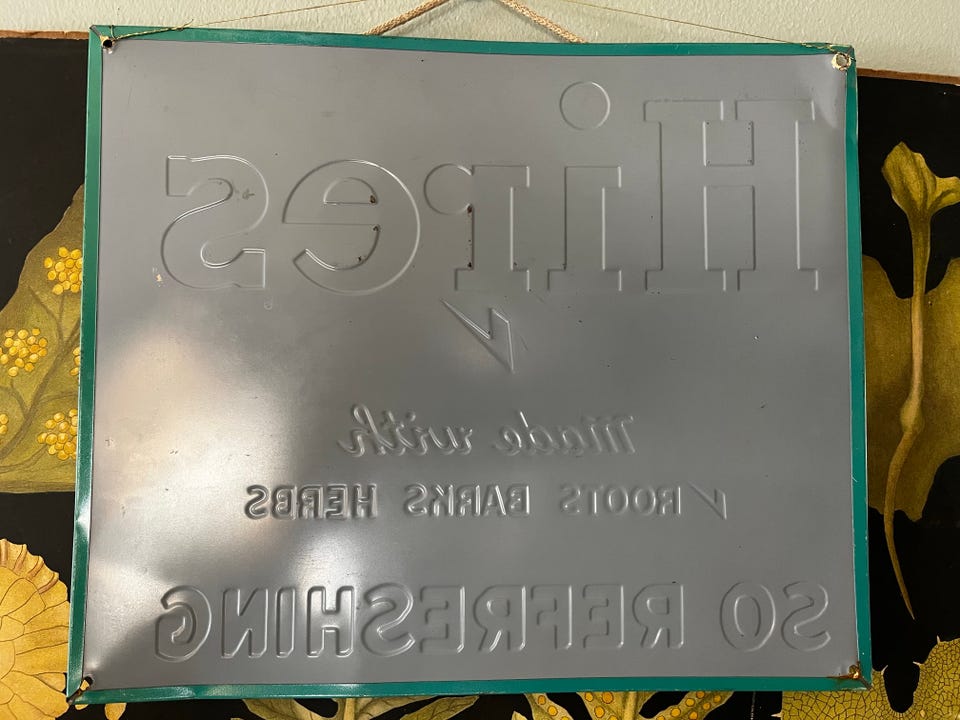 Hires
Made with
ROOTS BARKS HERBS
SO REFRESHING